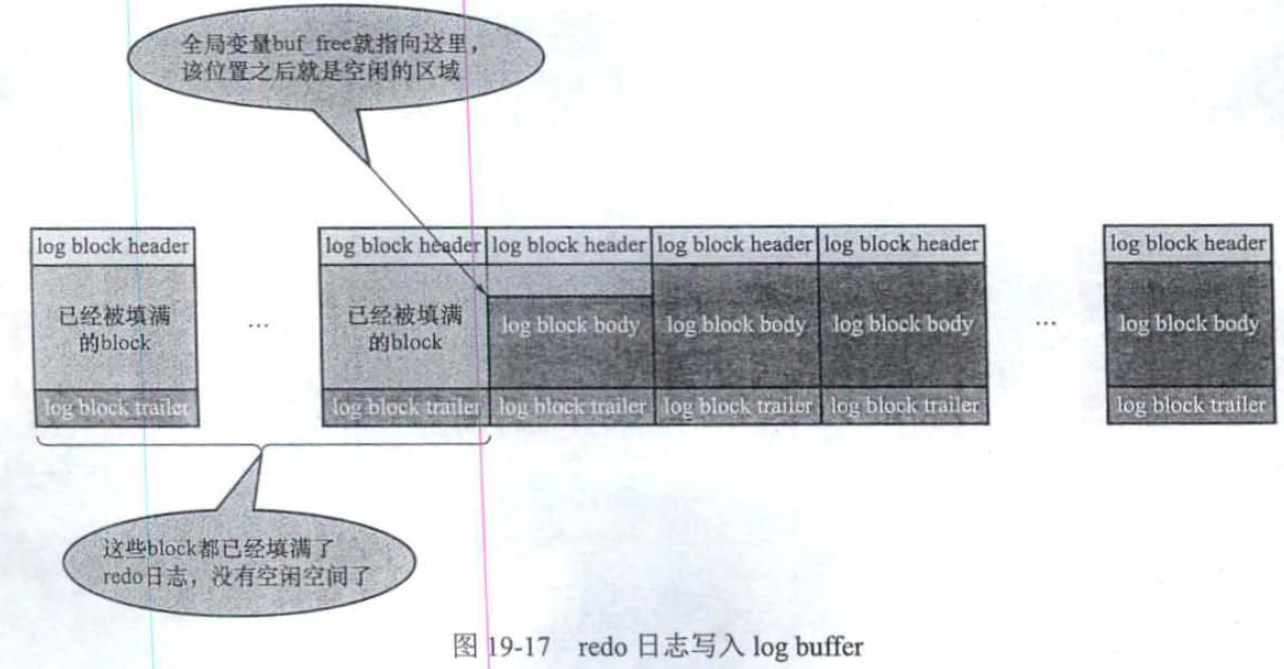 全局变量buf_free就指向这里，
该位置之后就是空闲的区域
log block header
log block header
log block header
log block header
log block header
log block header
已经被填满
的block
...
已经被填满
的block
log block body
log block body
log block body
...
log block body
log block trailer
log block trailer
log block trailer
log block trailer
log block trailer
log block trailer
这些block都已经填满了
redo日志，没有空闲空间了
图 19-17 redo 日志写入 log buffer